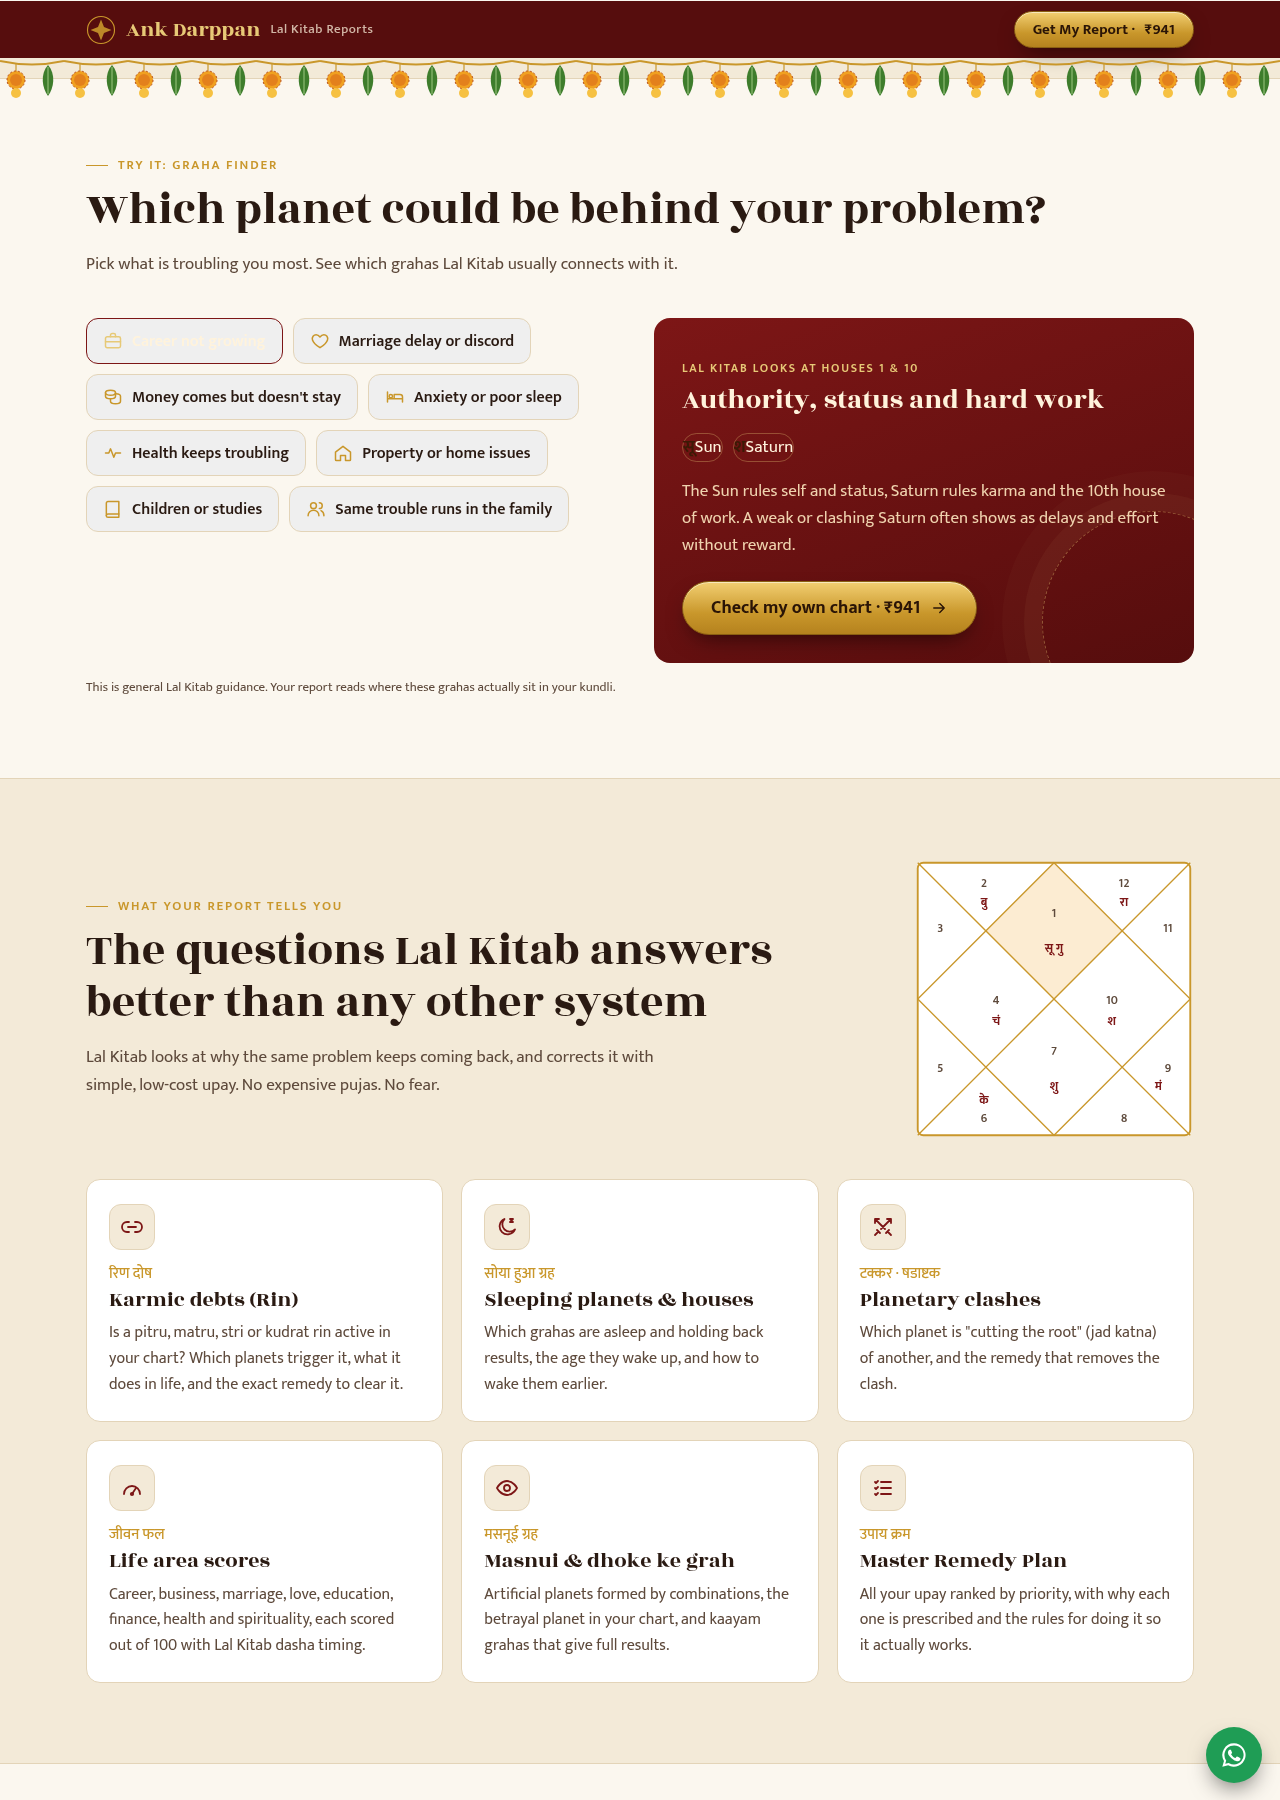 Ank Darppan
Lal Kitab Reports
Get My Report · ₹941
TRY IT: GRAHA FINDER
Which planet could be behind your problem?
Pick what is troubling you most. See which grahas Lal Kitab usually connects with it.
Career not growing
Marriage delay or discord
Money comes but doesn't stay
Anxiety or poor sleep
Health keeps troubling
Property or home issues
Children or studies
Same trouble runs in the family
LAL KITAB LOOKS AT HOUSES 1 & 10
Authority, status and hard work
Sun
Saturn
The Sun rules self and status, Saturn rules karma and the 10th house
of work. A weak or clashing Saturn often shows as delays and effort
without reward.
Check my own chart · ₹941 →
This is general Lal Kitab guidance. Your report reads where these grahas actually sit in your kundli.
WHAT YOUR REPORT TELLS YOU
The questions Lal Kitab answers
better than any other system
Lal Kitab looks at why the same problem keeps coming back, and corrects it with
simple, low-cost upay. No expensive pujas. No fear.
2
बु
12
रा
1
सू गु
3
11
4
चं
10
श
7
शु
5
9
मं
के
6
8
रिण दोष
Karmic debts (Rin)
Is a pitru, matru, stri or kudrat rin active in
your chart? Which planets trigger it, what it
does in life, and the exact remedy to clear it.
सोया हुआ ग्रह
Sleeping planets & houses
Which grahas are asleep and holding back
results, the age they wake up, and how to
wake them earlier.
टक्कर · षडाष्टक
Planetary clashes
Which planet is "cutting the root" (jad katna)
of another, and the remedy that removes the
clash.
जीवन फल
Life area scores
Career, business, marriage, love, education,
finance, health and spirituality, each scored
out of 100 with Lal Kitab dasha timing.
मसनूई ग्रह
Masnui & dhoke ke grah
Artificial planets formed by combinations, the
betrayal planet in your chart, and kaayam
grahas that give full results.
उपाय क्रम
Master Remedy Plan
All your upay ranked by priority, with why each
one is prescribed and the rules for doing it so
it actually works.